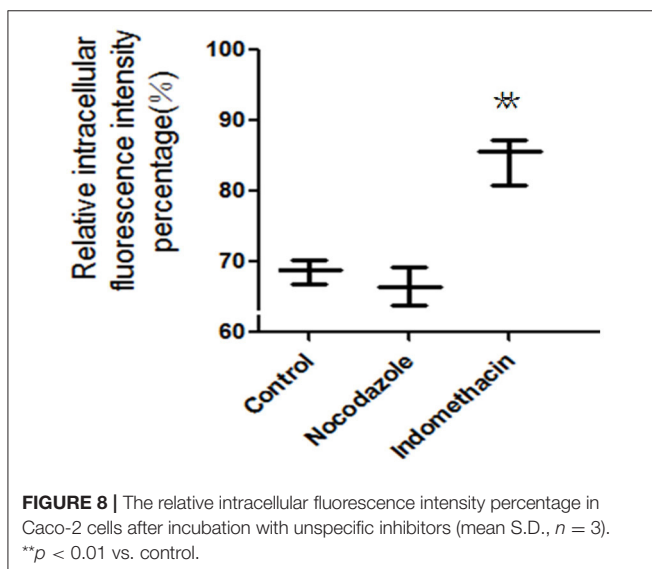 Relative intracellular
fluorescence intensity
percentage(%)
100
90
80
70
60
**
Control
Nocodazole
Indomethacin
FIGURE 8 | The relative intracellular fluorescence intensity percentage in
Caco-2 cells after incubation with unspecific inhibitors (mean S.D., n = 3).
**p < 0.01 vs. control.